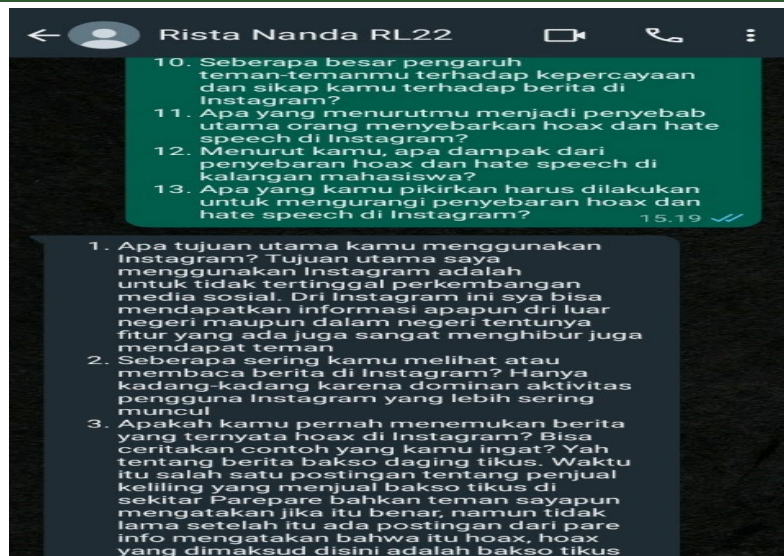 Rista Nanda RL22
10. Seberapa besar pengaruh
teman-temanmu terhadap kepercayaan
dan sikap kamu terhadap berita di
Instagram?
11. Apa yang menurutmu menjadi penyebab
utama orang menyebarkan hoax dan hate
speech di Instagram?
12. Menurut kamu, apa dampak dari
penyebaran hoax dan hate speech di
kalangan mahasiswa?
13. Apa yang kamu pikirkan harus dilakukan
untuk mengurangi penyebaran hoax dan
hate speech di Instagram?
15.19
1. Apa tujuan utama kamu menggunakan
Instagram? Tujuan utama saya
menggunakan Instagram adalah
untuk tidak tertinggal perkembangan
media sosial. Dri Instagram ini sya bisa
mendapatkan informasi apapun dri luar
negeri maupun dalam negeri tentunya
fitur yang ada juga sangat menghibur juga
mendapat teman
2. Seberapa sering kamu melihat atau
membaca berita di Instagram? Hanya
kadang-kadang karena dominan aktivitas
pengguna Instagram yang lebih sering
muncul
3. Apakah kamu pernah menemukan berita
yang ternyata hoax di Instagram? Bisa
ceritakan contoh yang kamu ingat? Yah
tentang berita bakso daging tikus. Waktu
itu salah satu postingan tentang penjual
keliling yang menjual bakso tikus di
sekitar Parepare bahkan teman sayapun
mengatakan jika itu benar, namun tidak
lama setelah itu ada postingan dari pare
info mengatakan bahwa itu hoax, hoax
yang dimaksud disini adalah bakso tikus